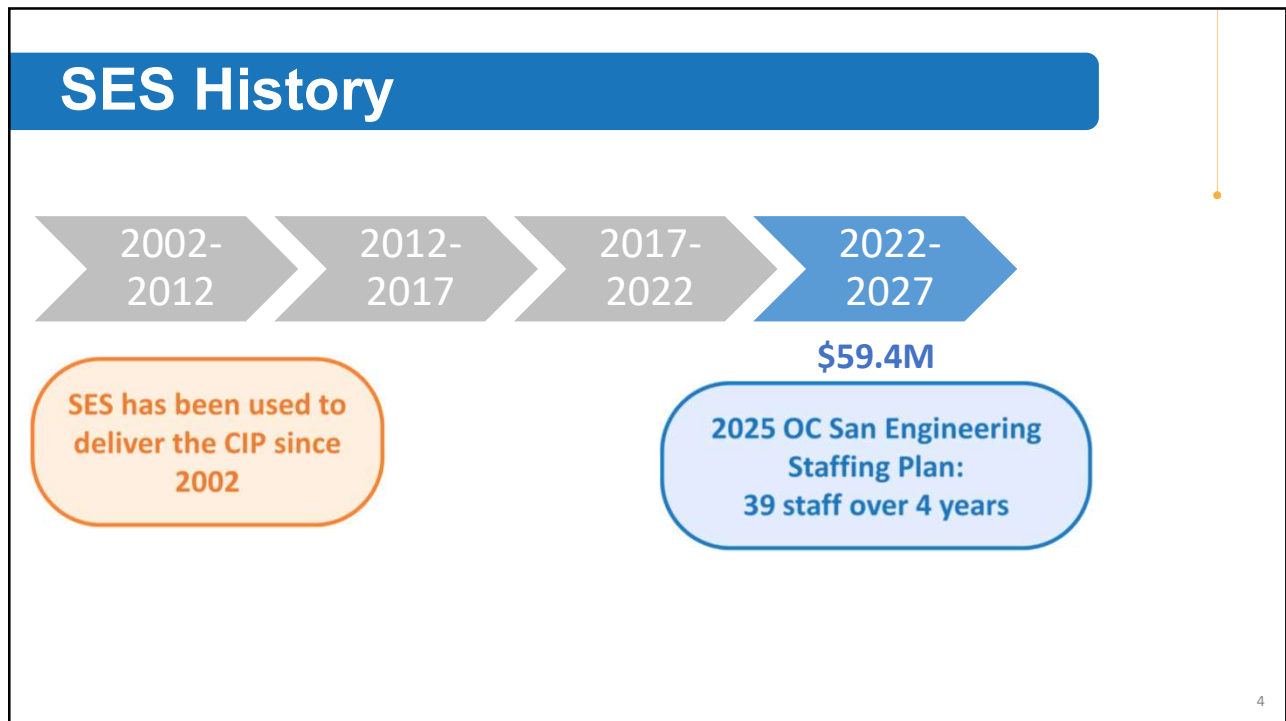 SES History
2002-
2012
2012-
2017
2017-
2022
2022-
2027
$59.4M
SES has been used to
deliver the CIP since
2002
2025 OC San Engineering
Staffing Plan:
39 staff over 4 years
4